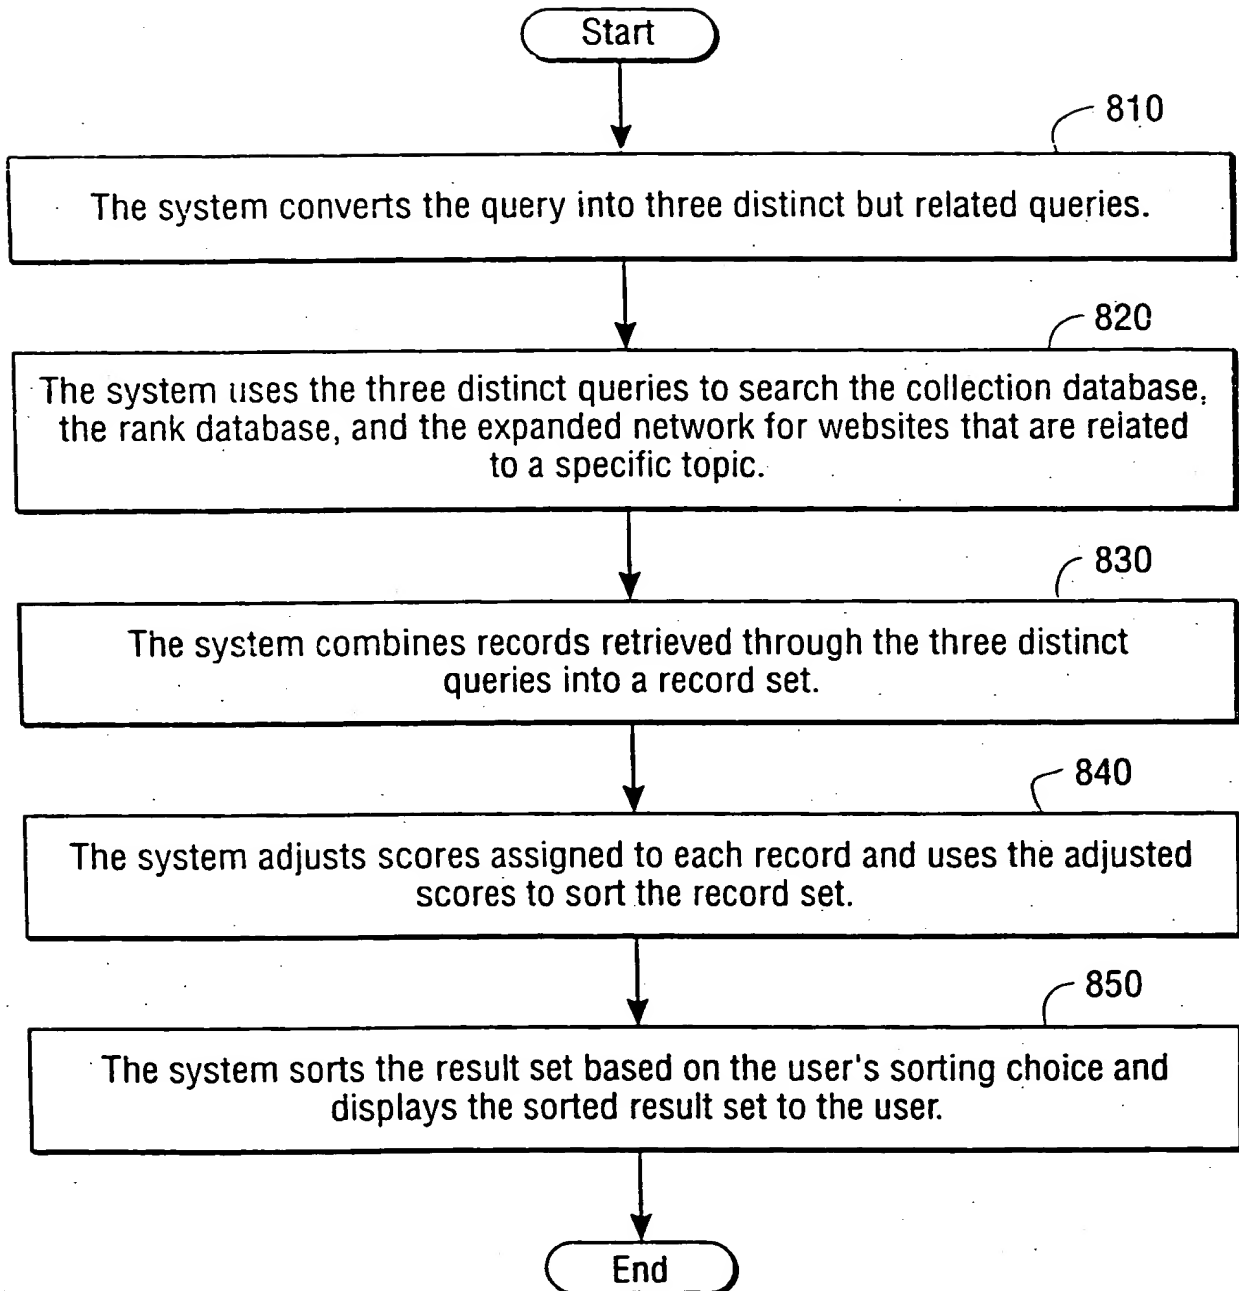 Start
810
The system converts the query into three distinct but related queries.
820
The system uses the three distinct queries to search the collection database,
the rank database, and the expanded network for websites that are related
to a specific topic.
830
The system combines records retrieved through the three distinct
queries into a record set.
840
The system adjusts scores assigned to each record and uses the adjusted
scores to sort the record set.
850
The system sorts the result set based on the user's sorting choice and
displays the sorted result set to the user.
End